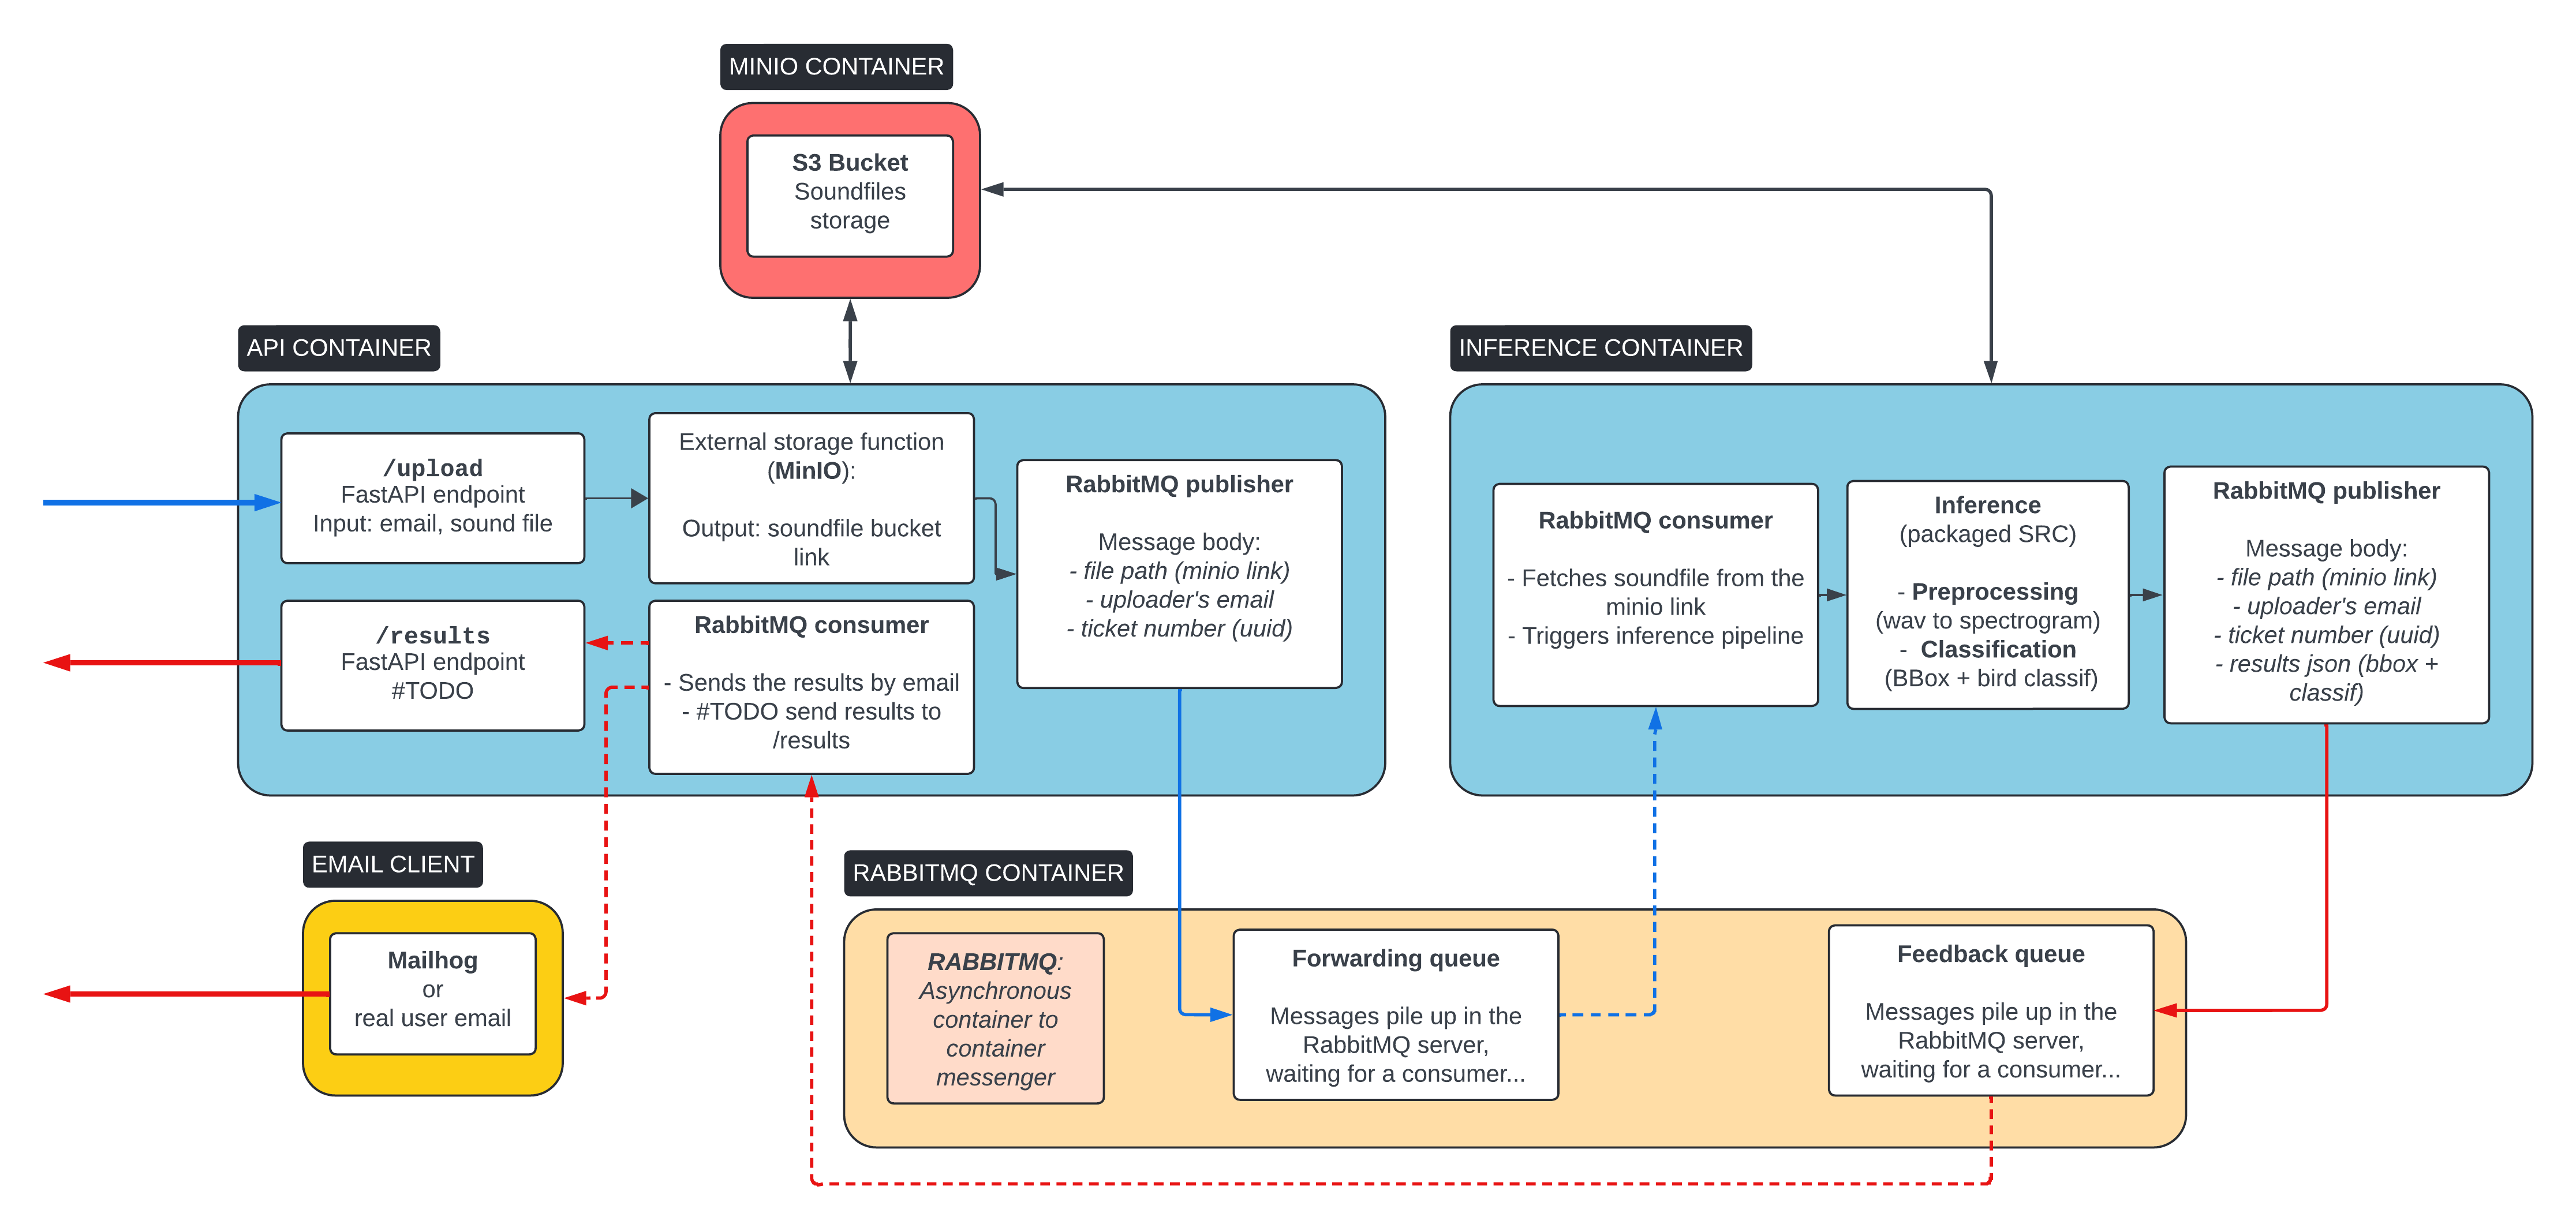 MINIO CONTAINER
S3 Bucket
Soundfiles
storage
API CONTAINER
/upload
FastAPI endpoint
Input: email, sound file
External storage function
(MinIO):
Output: soundfile bucket
link
RabbitMQ publisher
Message body:
- file path (minio link)
- uploader's email
- ticket number (uuid)
/results
FastAPI endpoint
#TODO
RabbitMQ consumer
- Sends the results by email
- #TODO send results to
/results
INFERENCE CONTAINER
RabbitMQ consumer
- Fetches soundfile from the
minio link
- Triggers inference pipeline
Inference
(packaged SRC)
- Preprocessing
(wav to spectrogram)
- Classification
(BBox + bird classif)
RabbitMQ publisher
Message body:
- file path (minio link)
- uploader's email
- ticket number (uuid)
- results json (bbox +
classif)
EMAIL CLIENT
Mailhog
or
real user email
RABBITMQ CONTAINER
RABBITMQ:
Asynchronous
container to
container
messenger
Forwarding queue
Messages pile up in the
RabbitMQ server,
waiting for a consumer...
Feedback queue
Messages pile up in the
RabbitMQ server,
waiting for a consumer...